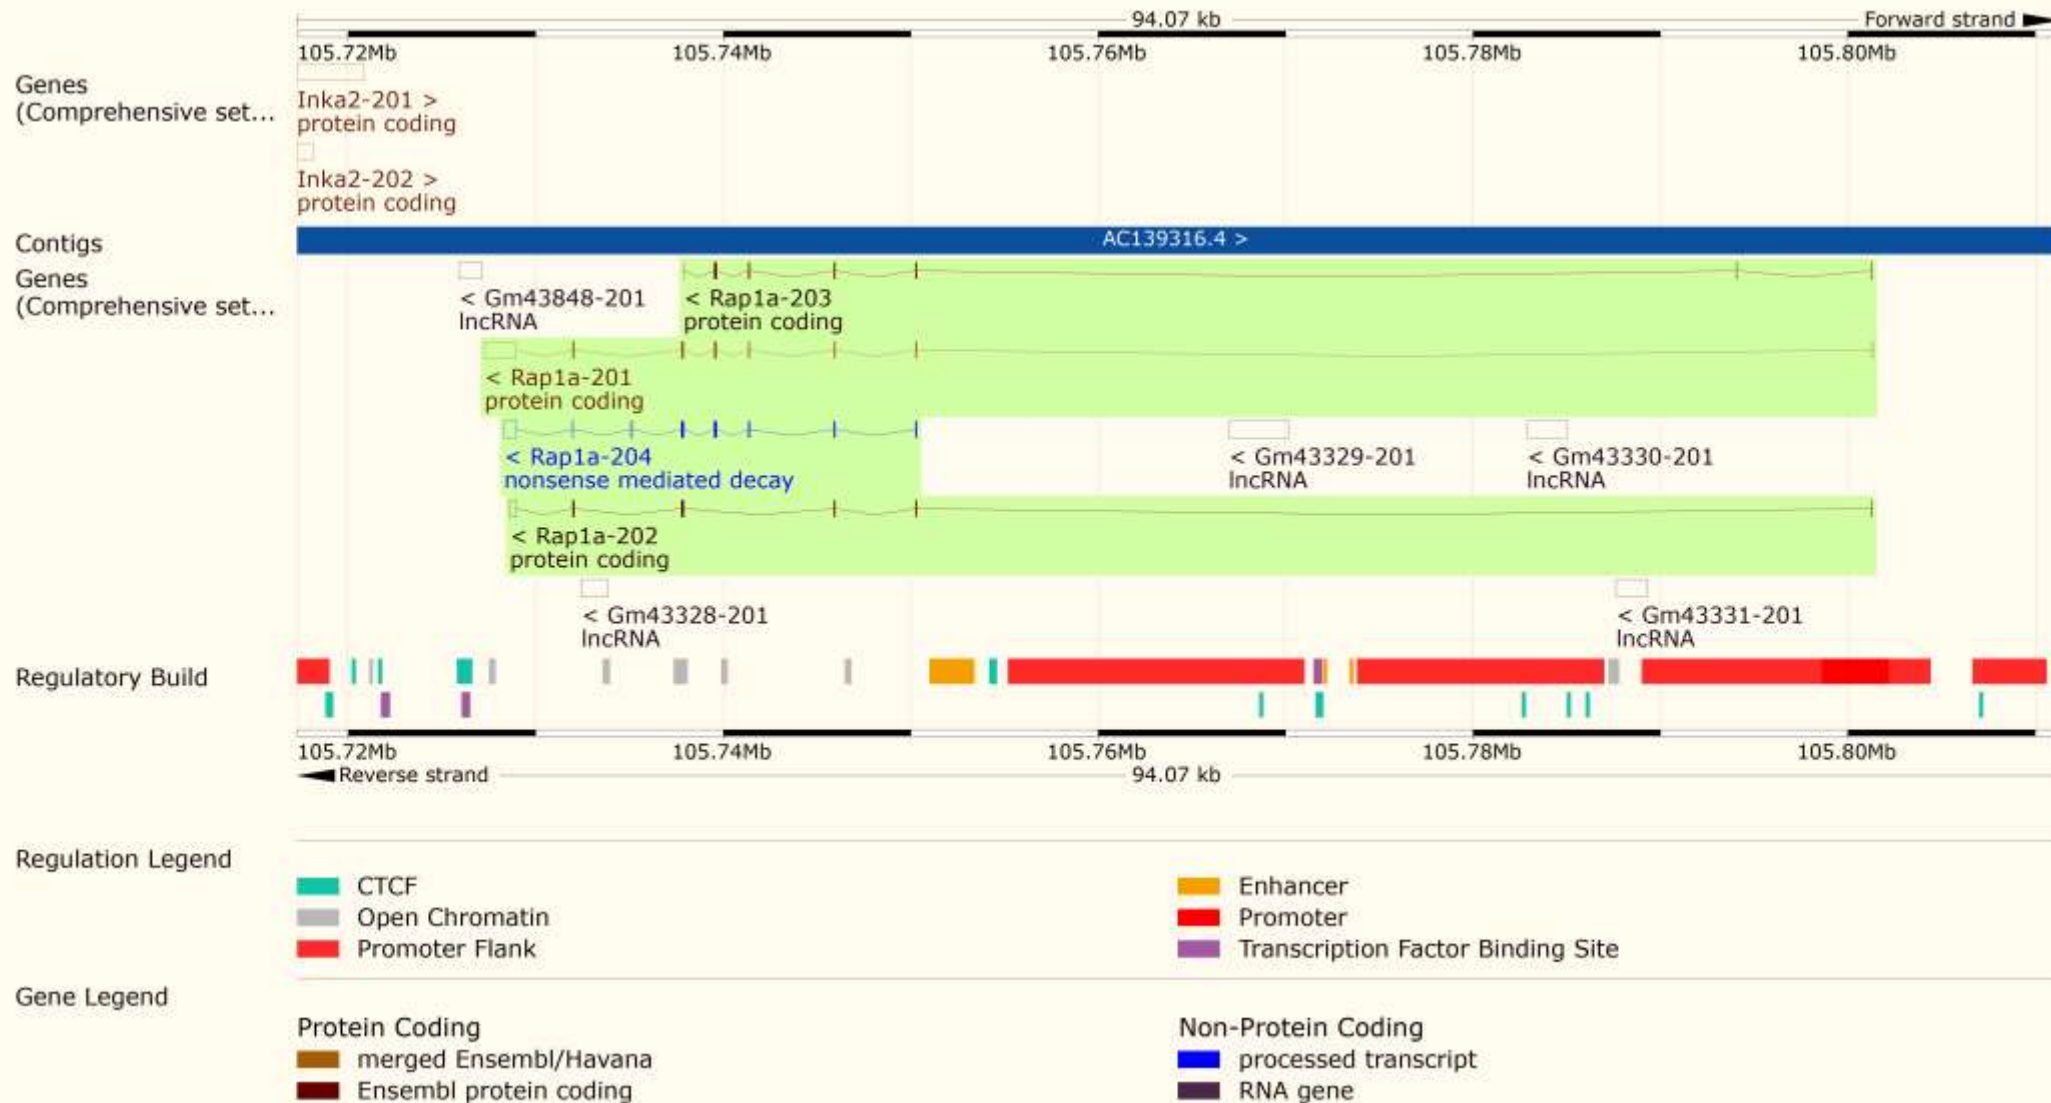 94.07 kb
Forward strand
105.72Mb 105.74Mb 105.76Mb 105.78Mb 105.80Mb
Genes
(Comprehensive set...
Inka2-201 >
protein coding
Inka2-202 >
protein coding
Contigs
AC139316.4 >
Genes
(Comprehensive set...
< Gm43848-201
lncRNA
< Rap1a-203
protein coding
< Rap1a-201
protein coding
< Rap1a-204
nonsense mediated decay
< Gm43329-201
lncRNA
< Gm43330-201
lncRNA
< Rap1a-202
protein coding
< Gm43328-201
lncRNA
< Gm43331-201
lncRNA
Regulatory Build
105.72Mb 105.74Mb 105.76Mb 105.78Mb 105.80Mb
Reverse strand
94.07 kb
Regulation Legend
CTCF
Open Chromatin
Promoter Flank
Enhancer
Promoter
Transcription Factor Binding Site
Gene Legend
Protein Coding
merged Ensembl/Havana
Ensembl protein coding
Non-Protein Coding
processed transcript
RNA gene